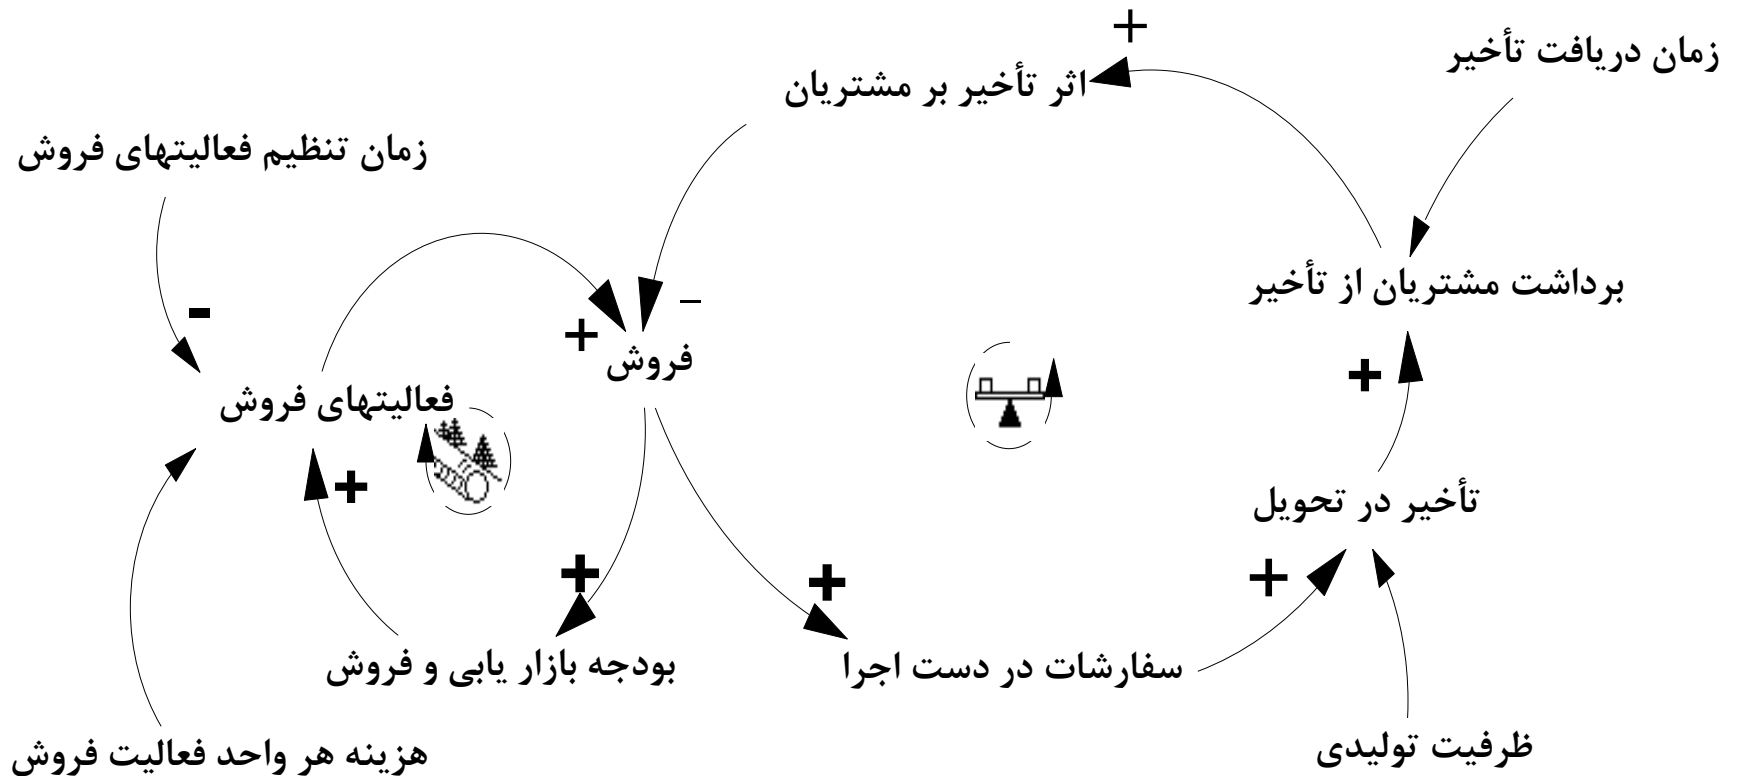 +
زمان دریافت تأخیر
اثر تأخیر بر مشتریان
زمان تنظیم فعالیتهای فروش
برداشت مشتریان از تأخیر
-
–
+
فروش
+
فعالیتهای فروش
+
تأخیر در تحویل
+
+
+
بودجه بازار یابی و فروش
سفارشات در دست اجرا
ظرفیت تولیدی
هزینه هر واحد فعالیت فروش